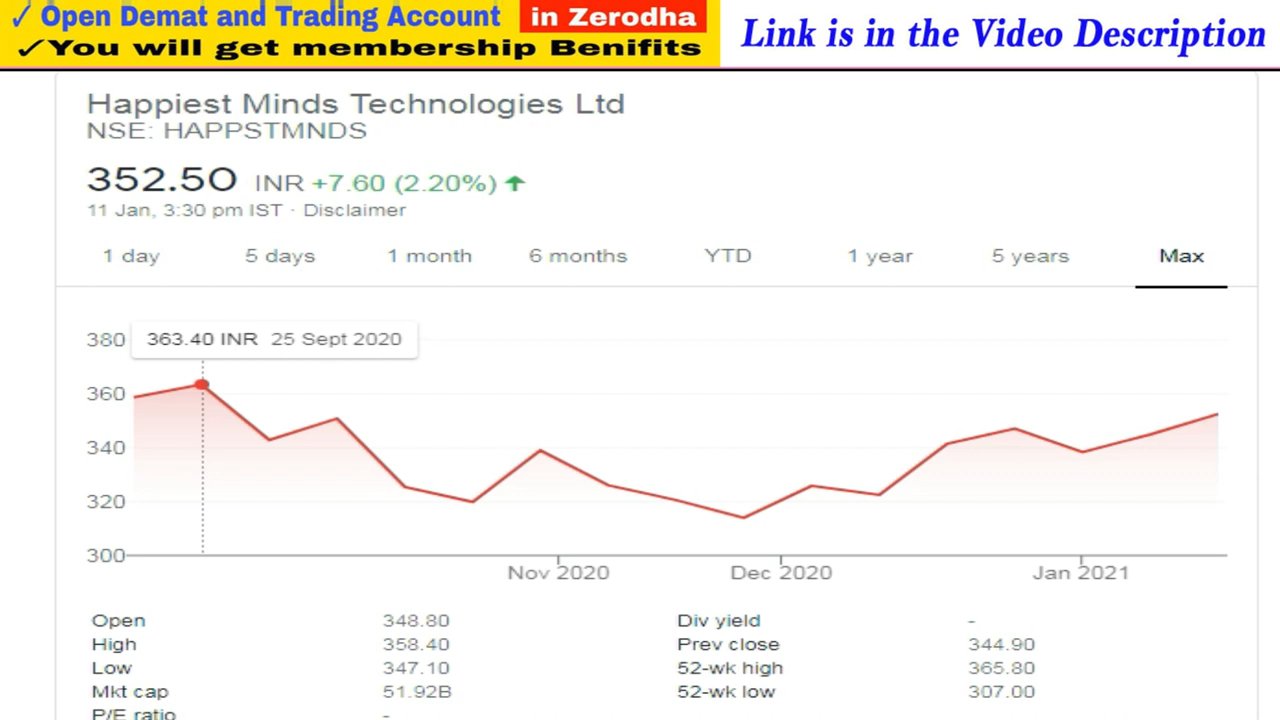 ✓ Open Demat and Trading Account in Zerodha
✓You will get membership Benifits
Link is in the Video Description
Happiest Minds Technologies Ltd
NSE: HAPPSTMNDS
352.50 INR +7.60 (2.20%) ↑
11 Jan, 3:30 pm IST · Disclaimer
1 day 5 days 1 month 6 months YTD 1 year 5 years Max
380 363.40 INR 25 Sept 2020
360
340
320
300
Nov 2020 Dec 2020 Jan 2021
Open 348.80 Div yield -
High 358.40 Prev close 344.90
Low 347.10 52-wk high 365.80
Mkt cap 51.92B 52-wk low 307.00
P/E ratio -